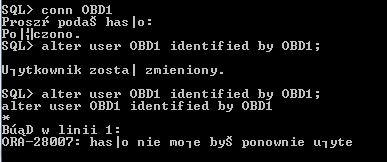 SQL> conn OBD1
Proszŕ podaŠ has│o:
Po│╣czono.
SQL> alter user OBD1 identified by OBD1;
U┐ytkownik zosta│ zmieniony.
SQL> alter user OBD1 identified by OBD1;
alter user OBD1 identified by OBD1
*
BúąD w linii 1:
ORA-28007: has│o nie mo┐e byŠ ponownie u┐yte